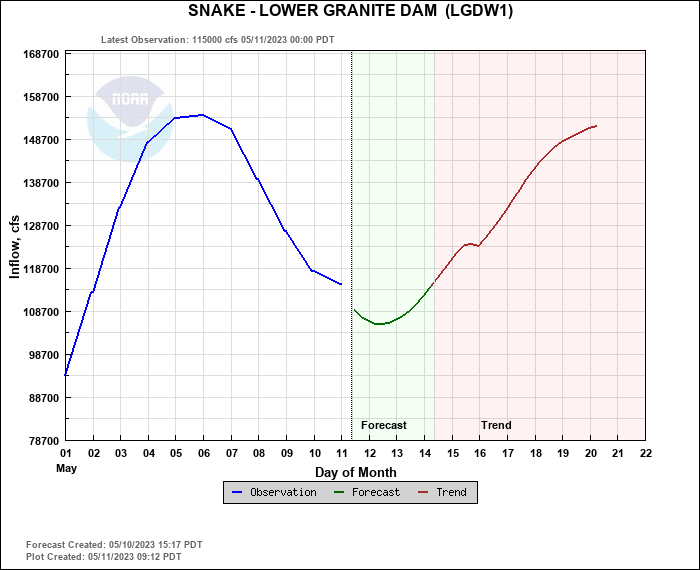 SNAKE - LOWER GRANITE DAM (LGDW1)
Latest Observation: 115000 cfs 05/11/2023 00:00 PDT
168700
158700
148700
138700
128700
118700
108700
98700
88700
78700
Inflow, cfs
NOAA
Forecast
Trend
01 02 03 04 05 06 07 08 09 10 11 12 13 14 15 16 17 18 19 20 21 22
May
Day of Month
Observation Forecast Trend
Forecast Created: 05/10/2023 15:17 PDT
Plot Created: 05/11/2023 09:12 PDT